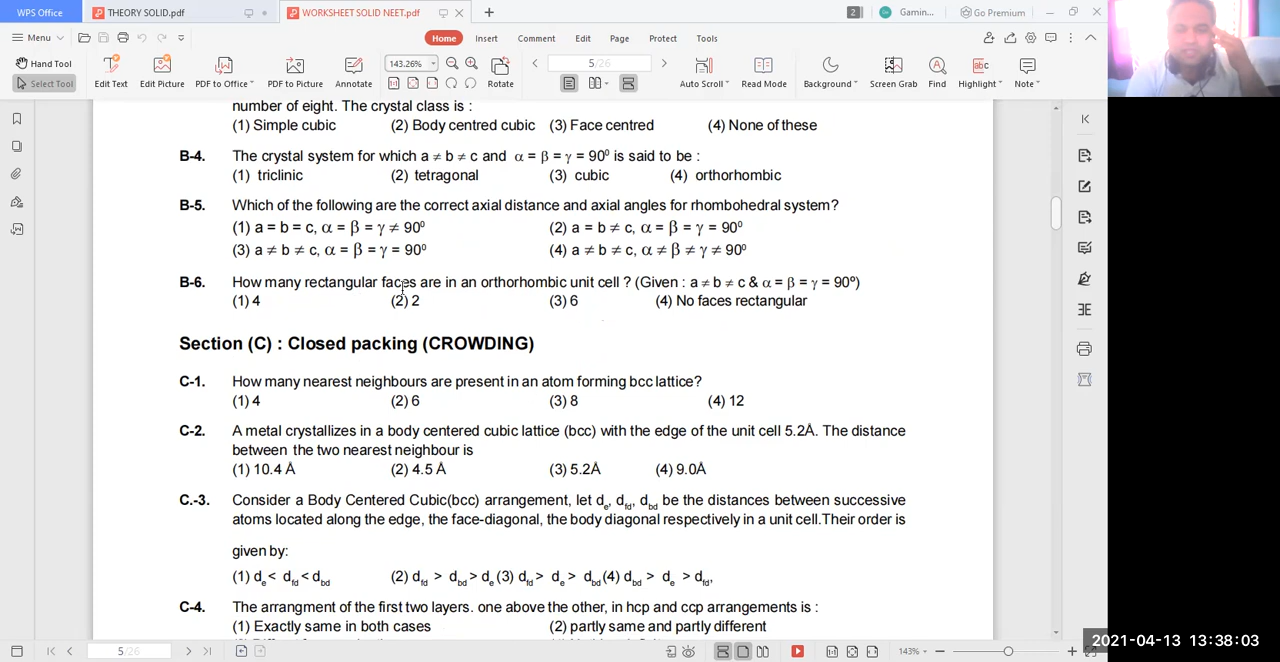 WPS Office THEORY SOLID.pdf WORKSHEET SOLID NEET.pdf 2 Gamin... Go Premium
Menu Home Insert Comment Edit Page Protect Tools
Hand Tool 143.26% 5/26
Select Tool Edit Text Edit Picture PDF to Office PDF to Picture Annotate Rotate Auto Scroll Read Mode Background Screen Grab Find Highlight Note
number of eight. The crystal class is :
(1) Simple cubic (2) Body centred cubic (3) Face centred (4) None of these
B-4. The crystal system for which a ≠ b ≠ c and α = β = γ = 90⁰ is said to be :
(1) triclinic (2) tetragonal (3) cubic (4) orthorhombic
B-5. Which of the following are the correct axial distance and axial angles for rhombohedral system?
(1) a = b = c, α = β = γ ≠ 90⁰ (2) a = b ≠ c, α = β = γ = 90⁰
(3) a ≠ b ≠ c, α = β = γ = 90⁰ (4) a ≠ b ≠ c, α ≠ β ≠ γ ≠ 90⁰
B-6. How many rectangular faces are in an orthorhombic unit cell ? (Given : a ≠ b ≠ c & α = β = γ = 90º)
(1) 4 (2) 2 (3) 6 (4) No faces rectangular
Section (C) : Closed packing (CROWDING)
C-1. How many nearest neighbours are present in an atom forming bcc lattice?
(1) 4 (2) 6 (3) 8 (4) 12
C-2. A metal crystallizes in a body centered cubic lattice (bcc) with the edge of the unit cell 5.2Å. The distance
between the two nearest neighbour is
(1) 10.4 Å (2) 4.5 Å (3) 5.2Å (4) 9.0Å
C.-3. Consider a Body Centered Cubic(bcc) arrangement, let de, dfd, dbd be the distances between successive
atoms located along the edge, the face-diagonal, the body diagonal respectively in a unit cell.Their order is
given by:
(1) de < dfd < dbd (2) dfd > dbd > de (3) dfd > de > dbd (4) dbd > de > dfd,
C-4. The arrangment of the first two layers. one above the other, in hcp and ccp arrangements is :
(1) Exactly same in both cases (2) partly same and partly different
5/26 143%
2021-04-13 13:38:03